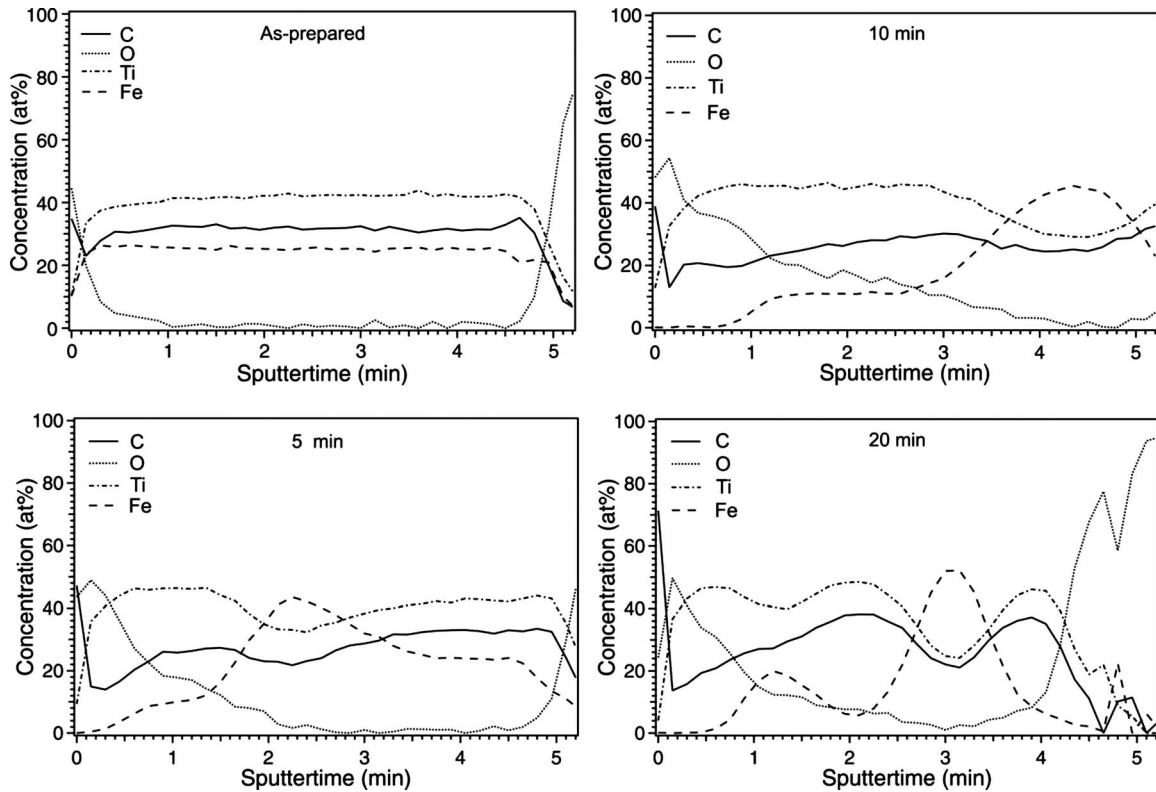 As-prepared
C
O
Ti
Fe
100
80
60
40
20
0
Concentration (at%)
0 1 2 3 4 5
Sputtertime (min)
10 min
C
O
Ti
Fe
100
80
60
40
20
0
Concentration (at%)
0 1 2 3 4 5
Sputtertime (min)
5 min
C
O
Ti
Fe
100
80
60
40
20
0
Concentration (at%)
0 1 2 3 4 5
Sputtertime (min)
20 min
C
O
Ti
Fe
100
80
60
40
20
0
Concentration (at%)
0 1 2 3 4 5
Sputtertime (min)